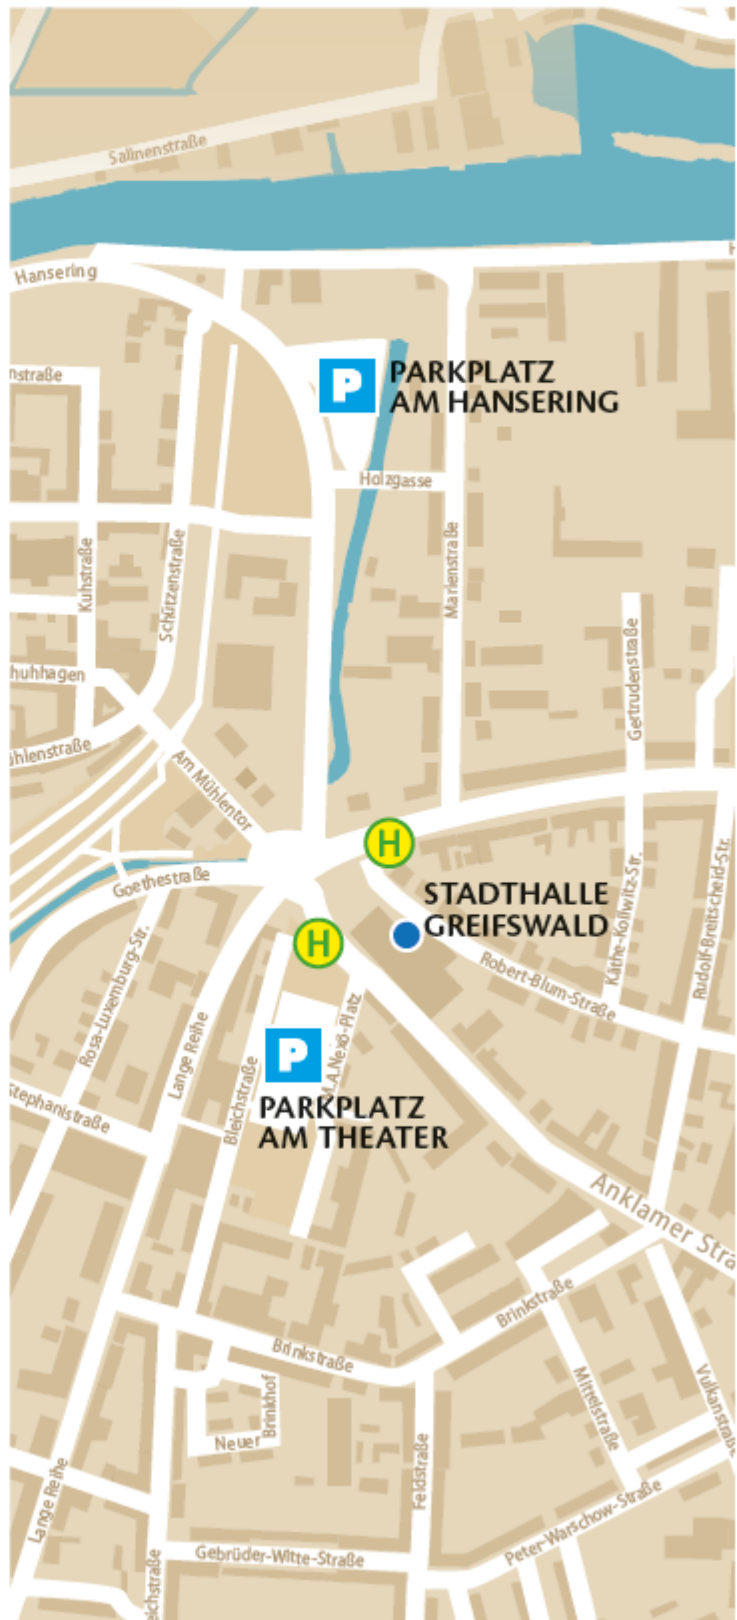 Salinenstraße
Hansering
P
PARKPLATZ
AM HANSERING
nstraße
Holzgasse
Kuhstraße
Schützenstraße
Marienstraße
Gertrudenstraße
huhhagen
ühlenstraße
Am Mühlentor
H
Goethestraße
STADTHALLE
GREIFSWALD
H
Käthe-Kollwitz-Str.
Rudolf-Breitscheid-Str.
Robert-Blum-Straße
Rosa-Luxemburg-Str.
Lange Reihe
Bleichstraße
M.A.Nexö-Platz
P
PARKPLATZ
AM THEATER
Stephanistraße
Anklamer Stra
Brinkstraße
Brinkstraße
Mittelstraße
Vulkanstraße
Neuer
Brinkhof
Feldstraße
Lange Reihe
Peter-Warschow-Straße
Gebrüder-Witte-Straße
eichstraße